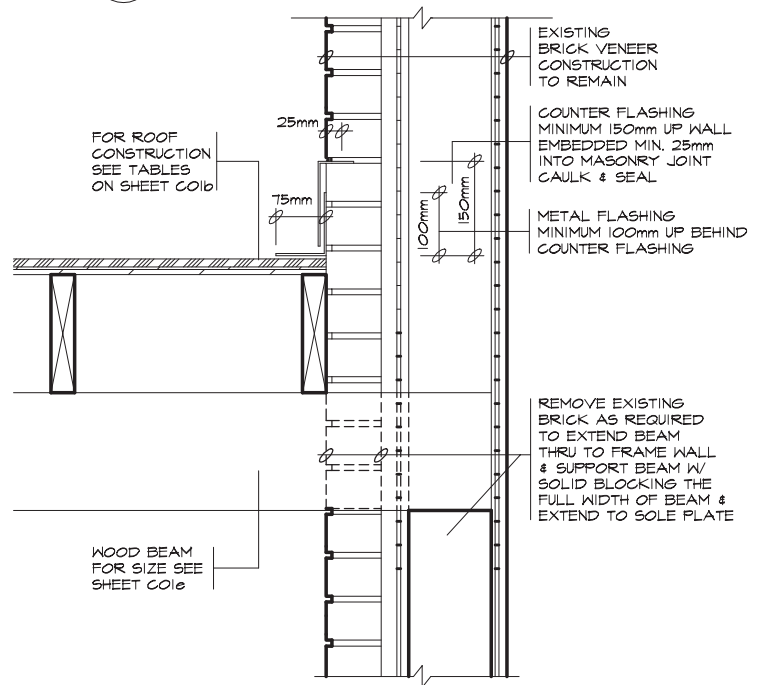 EXISTING
BRICK VENEER
CONSTRUCTION
TO REMAIN
25mm
COUNTER FLASHING
MINIMUM 150mm UP WALL
EMBEDDED MIN. 25mm
INTO MASONRY JOINT
CAULK & SEAL
FOR ROOF
CONSTRUCTION
SEE TABLES
ON SHEET C01b
75mm
100mm
150mm
METAL FLASHING
MINIMUM 100mm UP BEHIND
COUNTER FLASHING
REMOVE EXISTING
BRICK AS REQUIRED
TO EXTEND BEAM
THRU TO FRAME WALL
& SUPPORT BEAM W/
SOLID BLOCKING THE
FULL WIDTH OF BEAM &
EXTEND TO SOLE PLATE
WOOD BEAM
FOR SIZE SEE
SHEET C01e